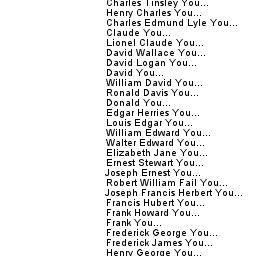 Charles Tinsley You...
Henry Charles You...
Charles Edmund Lyle You...
Claude You...
Lionel Claude You...
David Wallace You...
David Logan You...
David You...
William David You...
Ronald Davis You...
Donald You...
Edgar Herries You...
Louis Edgar You...
William Edward You...
Walter Edward You...
Elizabeth Jane You...
Ernest Stewart You...
Joseph Ernest You...
Robert William Fail You...
Joseph Francis Herbert You...
Francis Hubert You...
Frank Howard You...
Frank You...
Frederick George You...
Frederick James You...
Henry George You...